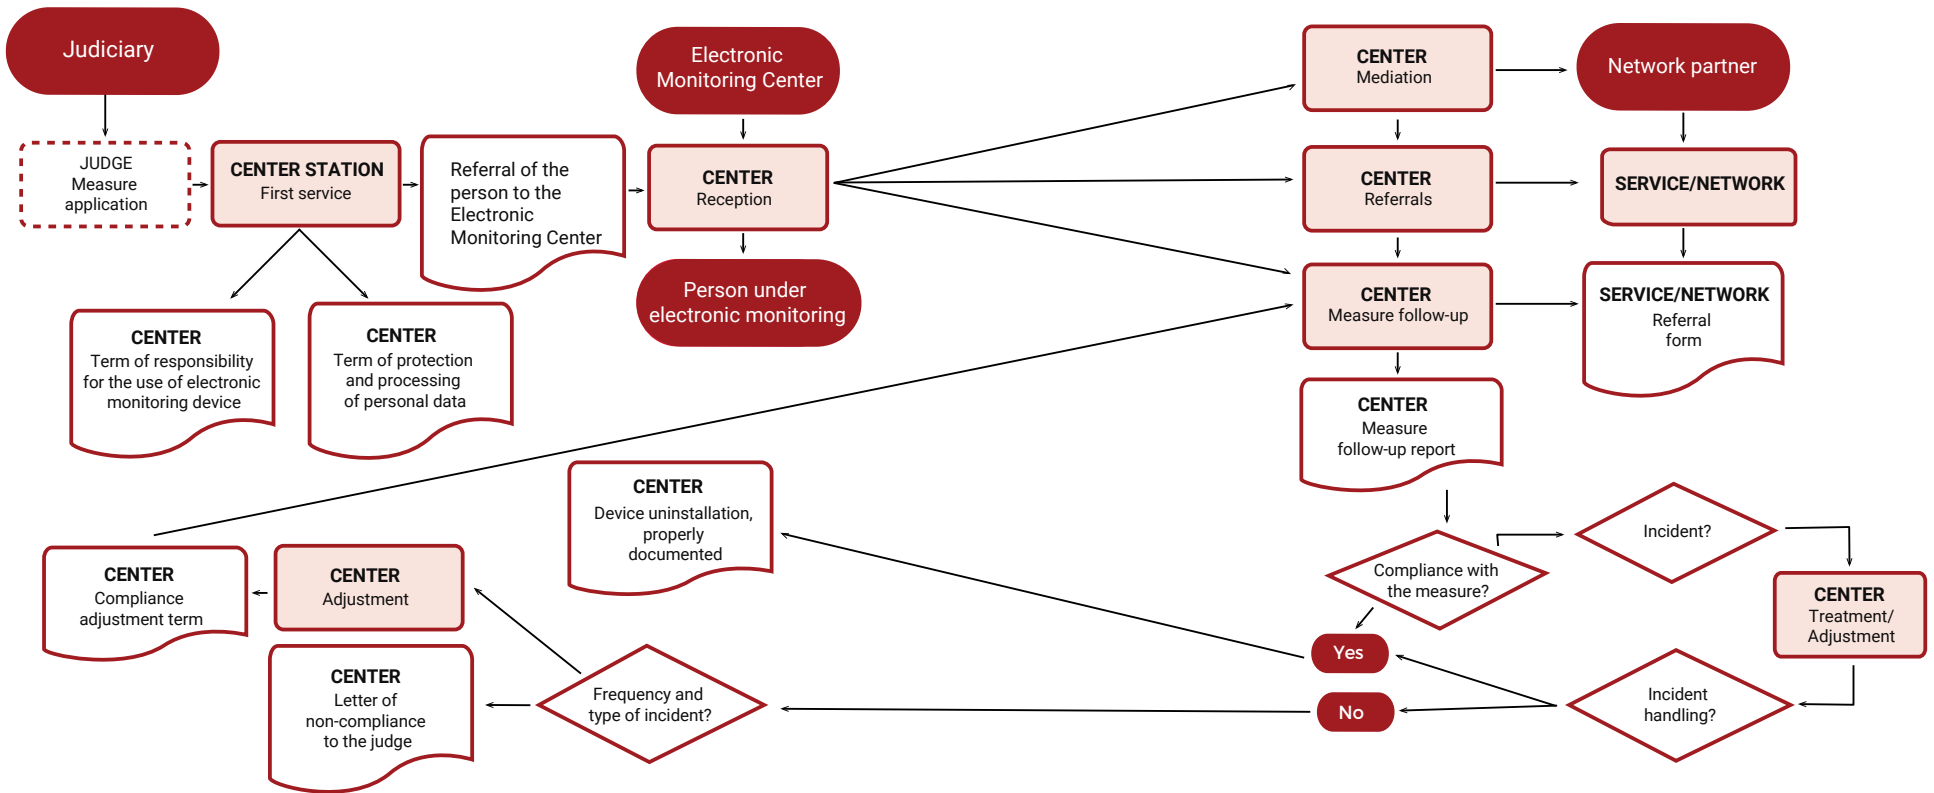 Judiciary
JUDGE
Measure
application
CENTER STATION
First service
Referral of the
person to the
Electronic
Monitoring Center
Electronic
Monitoring Center
CENTER
Reception
Person under
electronic monitoring
CENTER
Term of responsibility
for the use of electronic
monitoring device
CENTER
Term of protection
and processing
of personal data
CENTER
Mediation
Network partner
CENTER
Referrals
SERVICE/NETWORK
CENTER
Measure follow-up
SERVICE/NETWORK
Referral
form
CENTER
Measure
follow-up report
Compliance with
the measure?
Incident?
CENTER
Treatment/
Adjustment
Incident
handling?
Yes
No
CENTER
Device uninstallation,
properly
documented
Frequency and
type of incident?
CENTER
Adjustment
CENTER
Compliance
adjustment term
CENTER
Letter of
non-compliance
to the judge